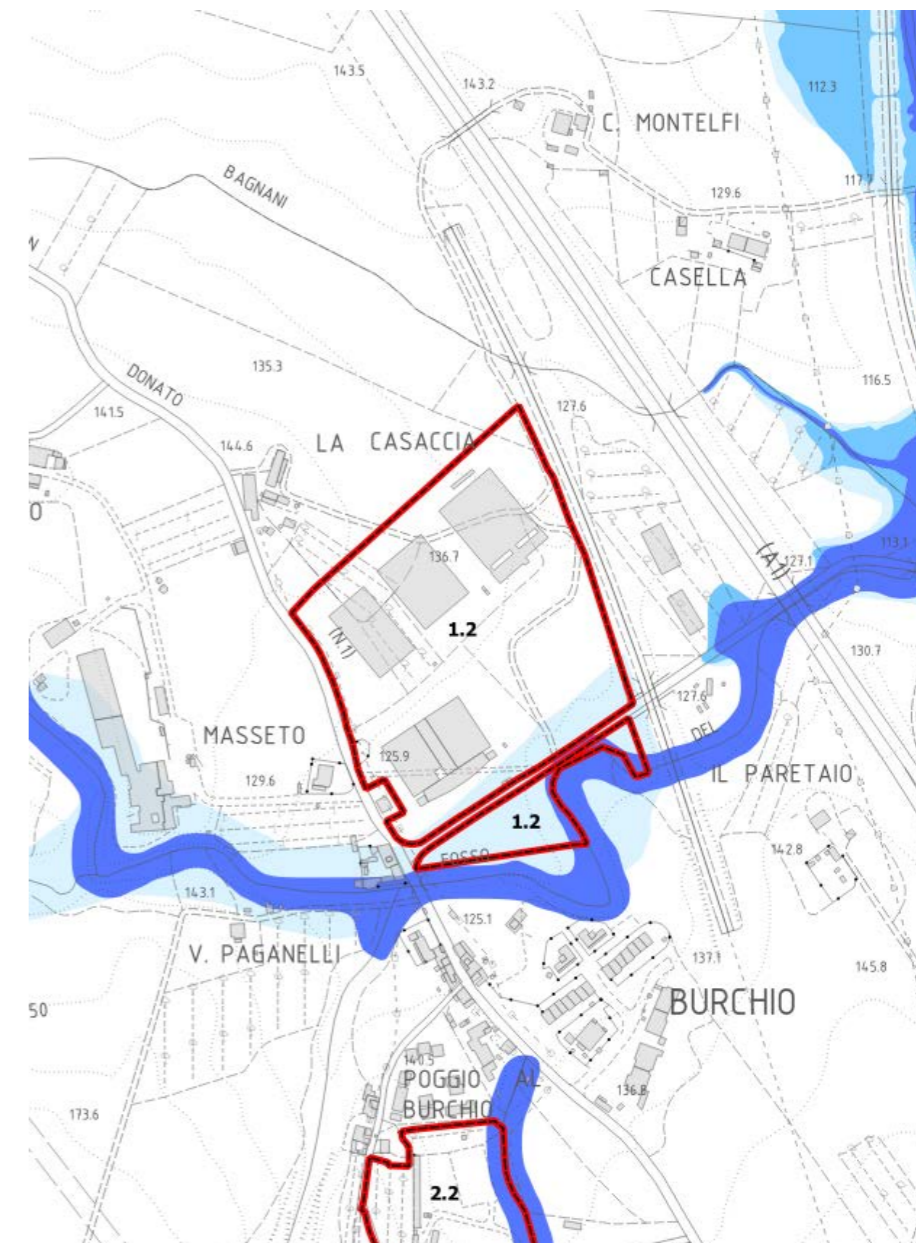 143.5
143.2
112.3
C. MONTELFI
BAGNANI
129.6
117.7
N
CASELLA
135.3
DONATO
116.5
141.5
127.6
144.6
LA CASACCIA
O
136.7
113.1
(A1)
127.1
1.2
(N.1)
130.7
127.6
MASSETO
125.9
DEL
129.6
IL PARETAIO
1.2
142.8
FOSSO
143.1
125.1
V. PAGANELLI
137.1
145.8
50
BURCHIO
140.5
POGGIO AL
136.8
BURCHIO
173.6
2.2